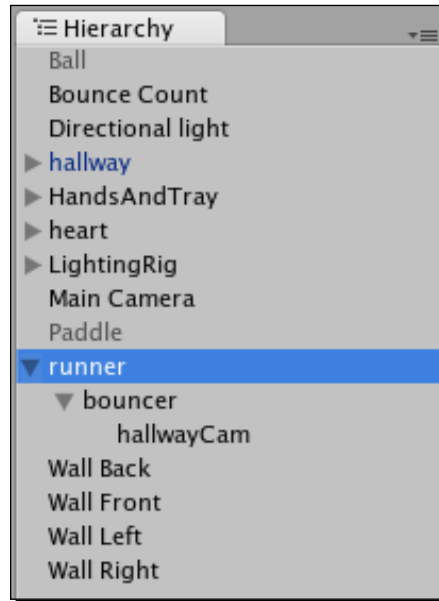 Hierarchy
Ball
Bounce Count
Directional light
hallway
HandsAndTray
heart
LightingRig
Main Camera
Paddle
runner
bouncer
hallwayCam
Wall Back
Wall Front
Wall Left
Wall Right